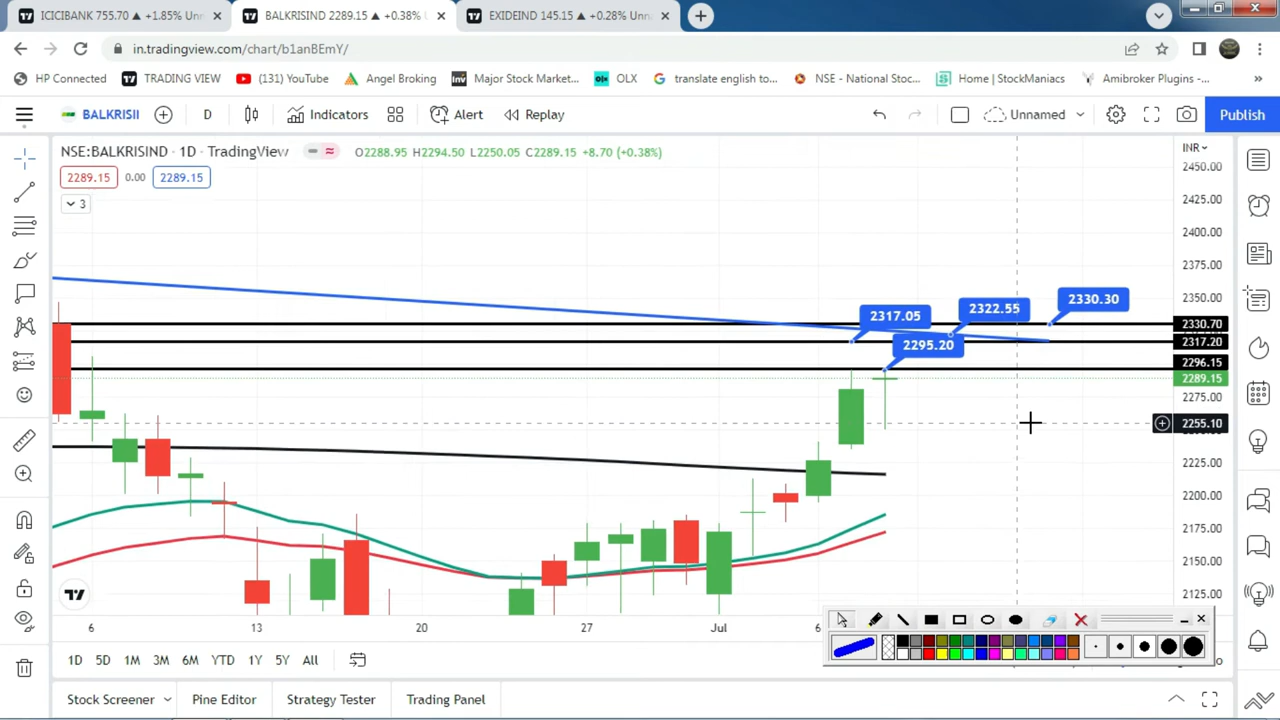 ICICIBANK 755.70 ▲ +1.85% Unn
BALKRISIND 2289.15 ▲ +0.38% U
EXIDEIND 145.15 ▲ +0.28% Unna
in.tradingview.com/chart/b1anBEmY/
HP Connected
TRADING VIEW
(131) YouTube
Angel Broking
Inv
Major Stock Market...
OLX
translate english to...
NSE - National Stoc...
Home | StockManiacs
Amibroker Plugins -...
»
BALKRISII
D
Indicators
Alert
Replay
Unnamed
Publish
NSE:BALKRISIND · 1D · TradingView
O2288.95 H2294.50 L2250.05 C2289.15 +8.70 (+0.38%)
INR
2289.15
0.00
2289.15
3
2450.00
2425.00
2400.00
2375.00
2350.00
2330.70
2317.20
2296.15
2289.15
2275.00
2255.10
2225.00
2200.00
2175.00
2150.00
2125.00
2330.30
2322.55
2317.05
2295.20
6
13
20
27
Jul
6
1D
5D
1M
3M
6M
YTD
1Y
All
Stock Screener
Pine Editor
Strategy Tester
Trading Panel